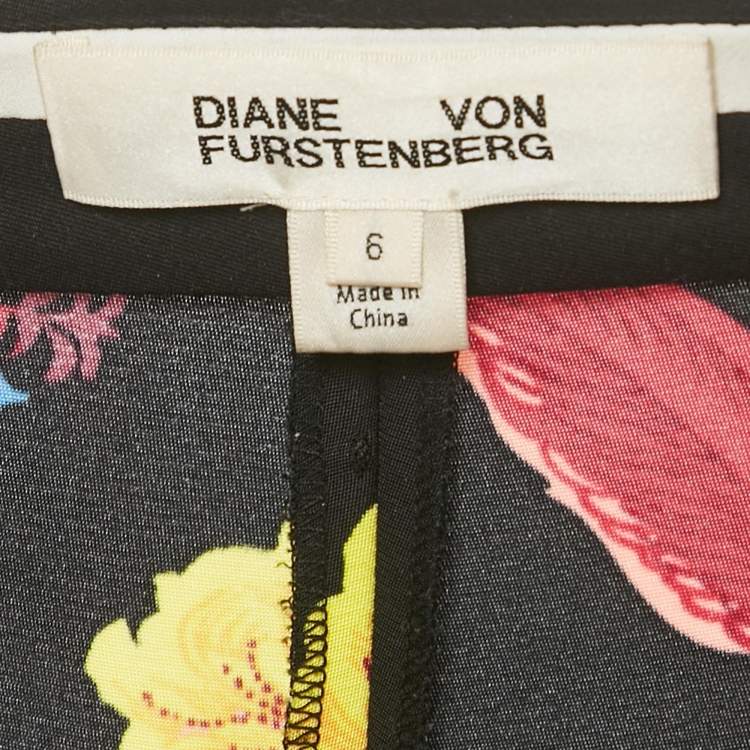 DIANE VON
FURSTENBERG
6
Made in
China